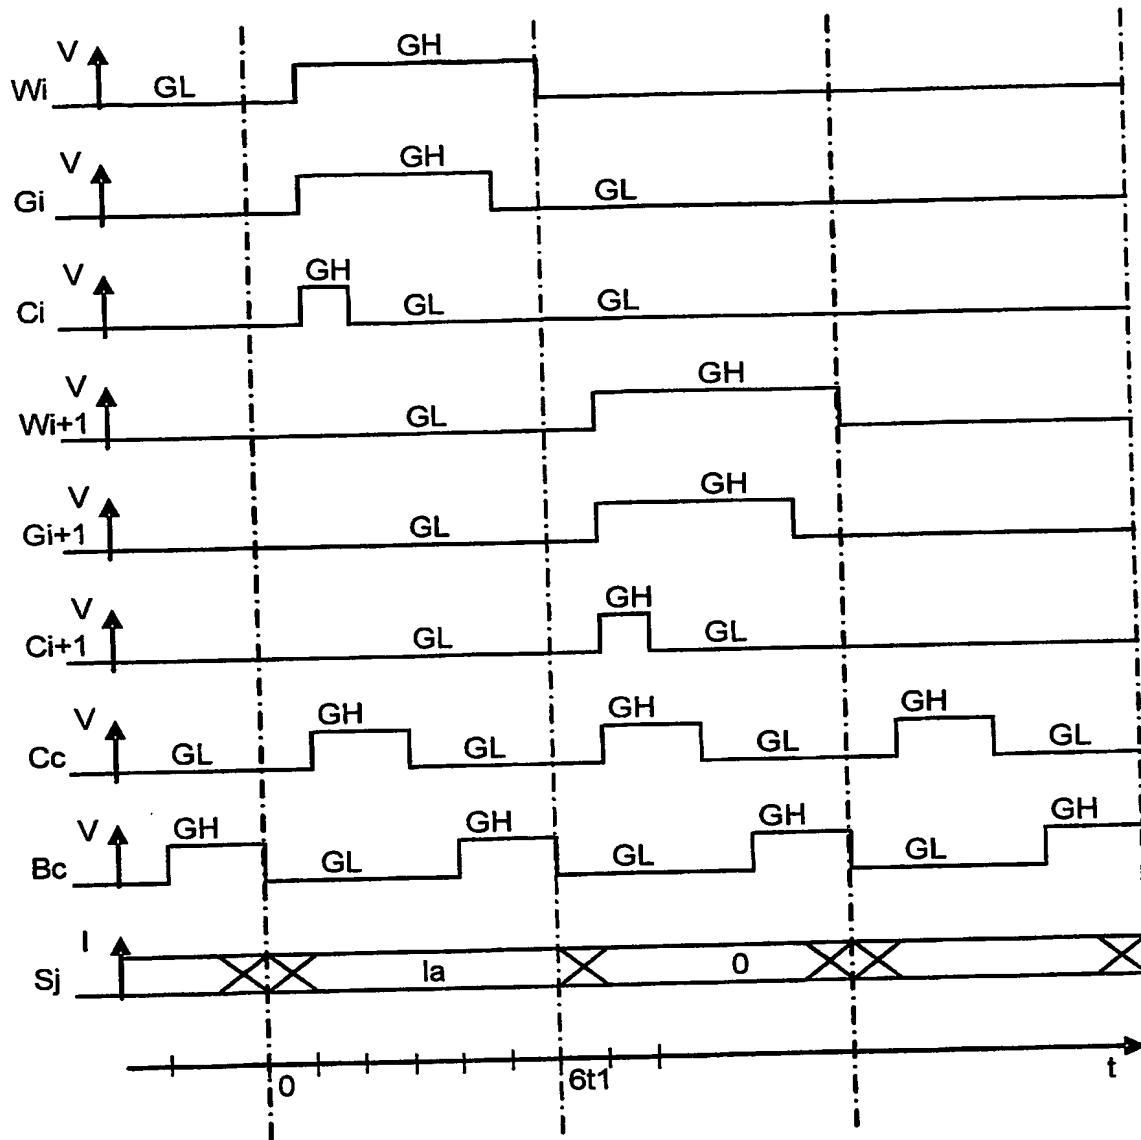 V GH
Wi GL
V GH
Gi GL
V GH
Ci GL GL
V GH
Wi+1 GL
V GH
Gi+1 GL
V GH
Ci+1 GL GL
V GH GH GH
Cc GL GL GL GL
V GH GH GH GH
Bc GL GL GL
I
Sj Ia 0
0 6t1 t